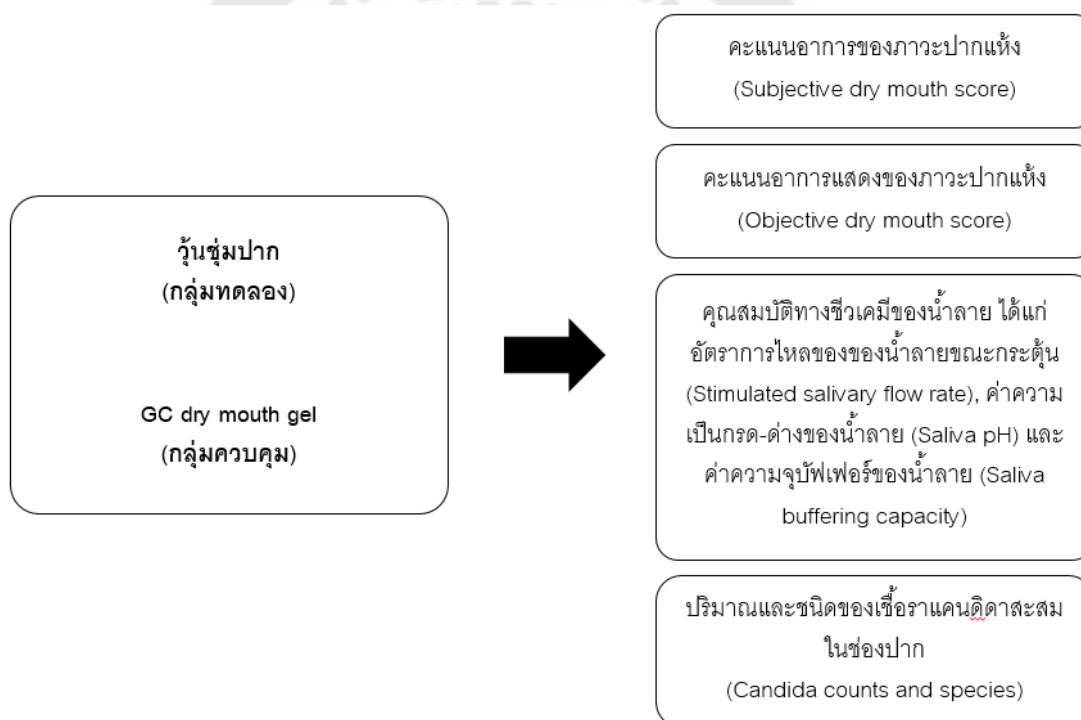 วุ้นชุ่มปาก
(กลุ่มทดลอง)
GC dry mouth gel
(กลุ่มควบคุม)
คะแนนอาการของภาวะปากแห้ง
(Subjective dry mouth score)
คะแนนอาการแสดงของภาวะปากแห้ง
(Objective dry mouth score)
คุณสมบัติทางชีวเคมีของน้ำลาย ได้แก่
อัตราการไหลของของน้ำลายขณะกระตุ้น
(Stimulated salivary flow rate), ค่าความ
เป็นกรด-ด่างของน้ำลาย (Saliva pH) และ
ค่าความจุบัฟเฟอร์ของน้ำลาย (Saliva
buffering capacity)
ปริมาณและชนิดของเชื้อราแคนดิดาสะสม
ในช่องปาก
(Candida counts and species)